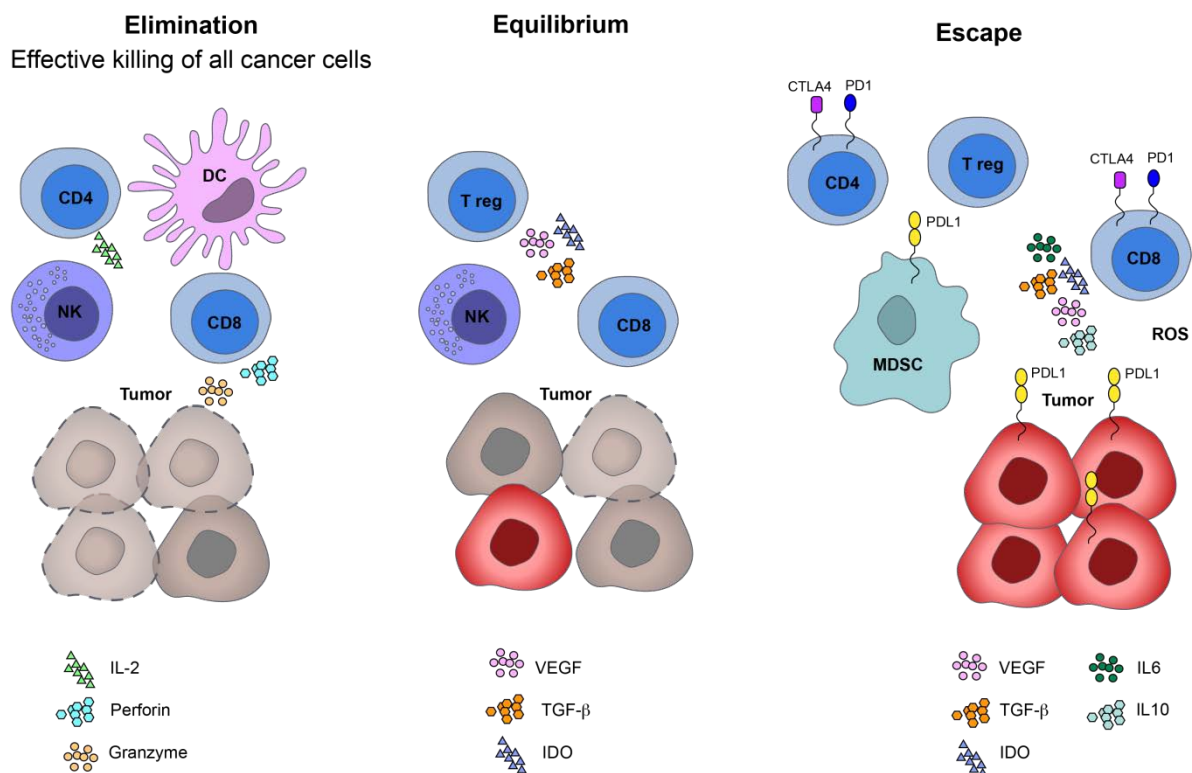 Elimination
Effective killing of all cancer cells
CD4
DC
NK
CD8
Tumor
IL-2
Perforin
Granzyme
Equilibrium
T reg
NK
CD8
Tumor
VEGF
TGF-β
IDO
Escape
CTLA4
PD1
CD4
T reg
CTLA4
PD1
CD8
PDL1
MDSC
ROS
PDL1
PDL1
Tumor
VEGF
IL6
TGF-β
IL10
IDO